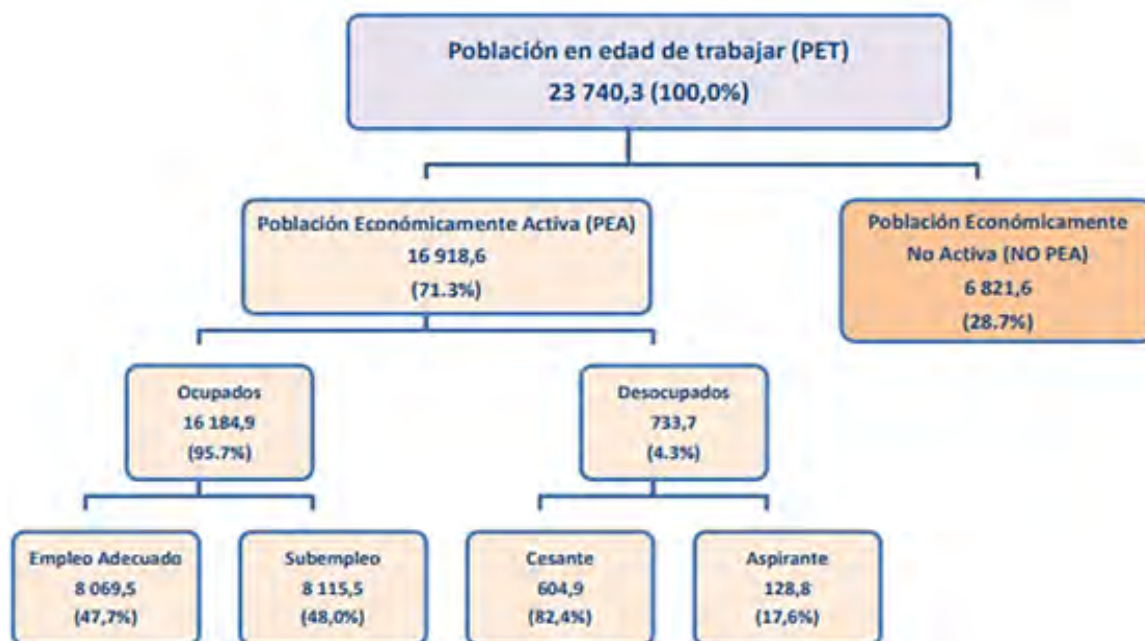 Población en edad de trabajar (PET)
23 740,3 (100,0%)
Población Económicamente Activa (PEA)
16 918,6
(71.3%)
Población Económicamente
No Activa (NO PEA)
6 821,6
(28.7%)
Ocupados
16 184,9
(95.7%)
Desocupados
733,7
(4.3%)
Empleo Adecuado
8 069,5
(47,7%)
Subempleo
8 115,5
(48,0%)
Cesante
604,9
(82,4%)
Aspirante
128,8
(17,6%)